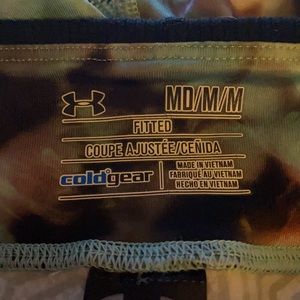 MD/M/M
FITTED
COUPE AJUSTÉE/CEÑIDA
coldgear
MADE IN VIETNAM
FABRIQUÉ AU VIETNAM
HECHO EN VIETNAM